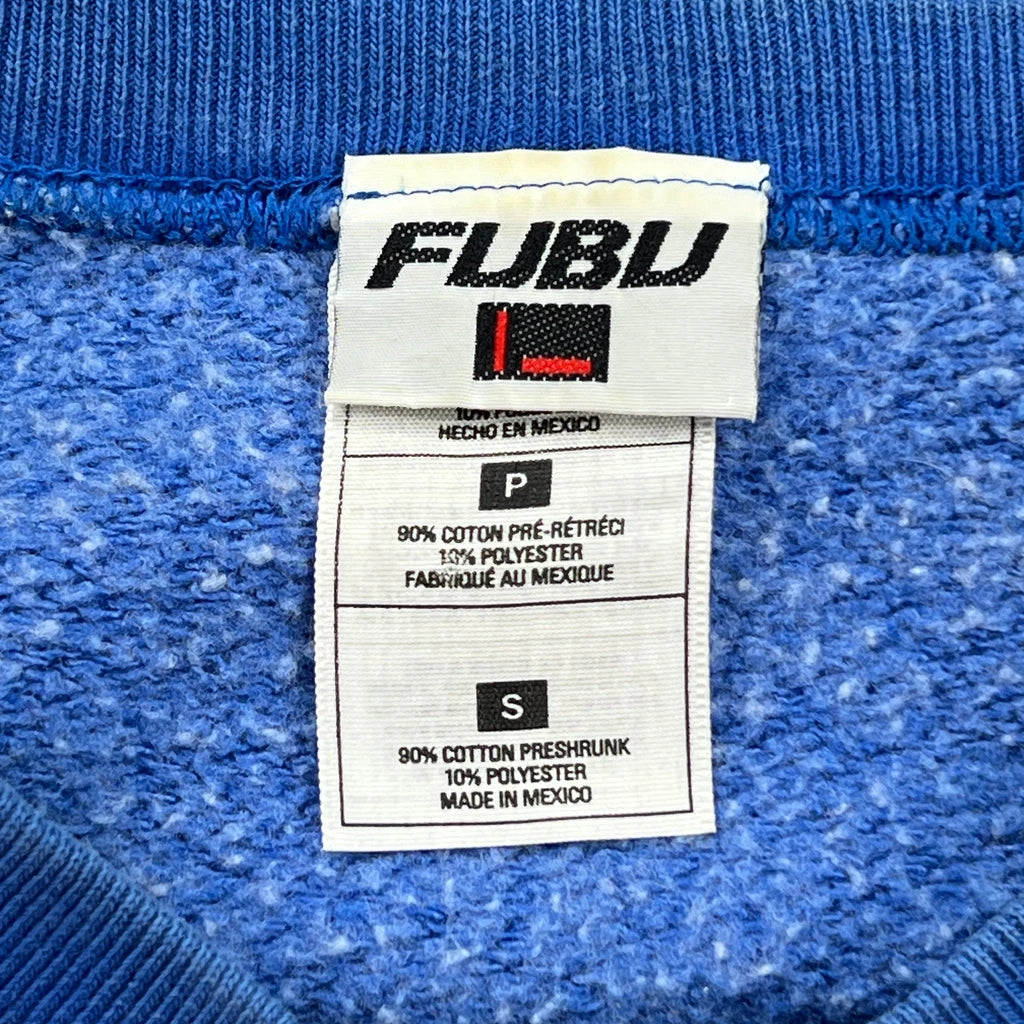 FUBU
10%
HECHO EN MEXICO
P
90% COTON PRÉ-RÉTRÉCI
10% POLYESTER
FABRIQUÉ AU MEXIQUE
S
90% COTTON PRESHRUNK
10% POLYESTER
MADE IN MEXICO